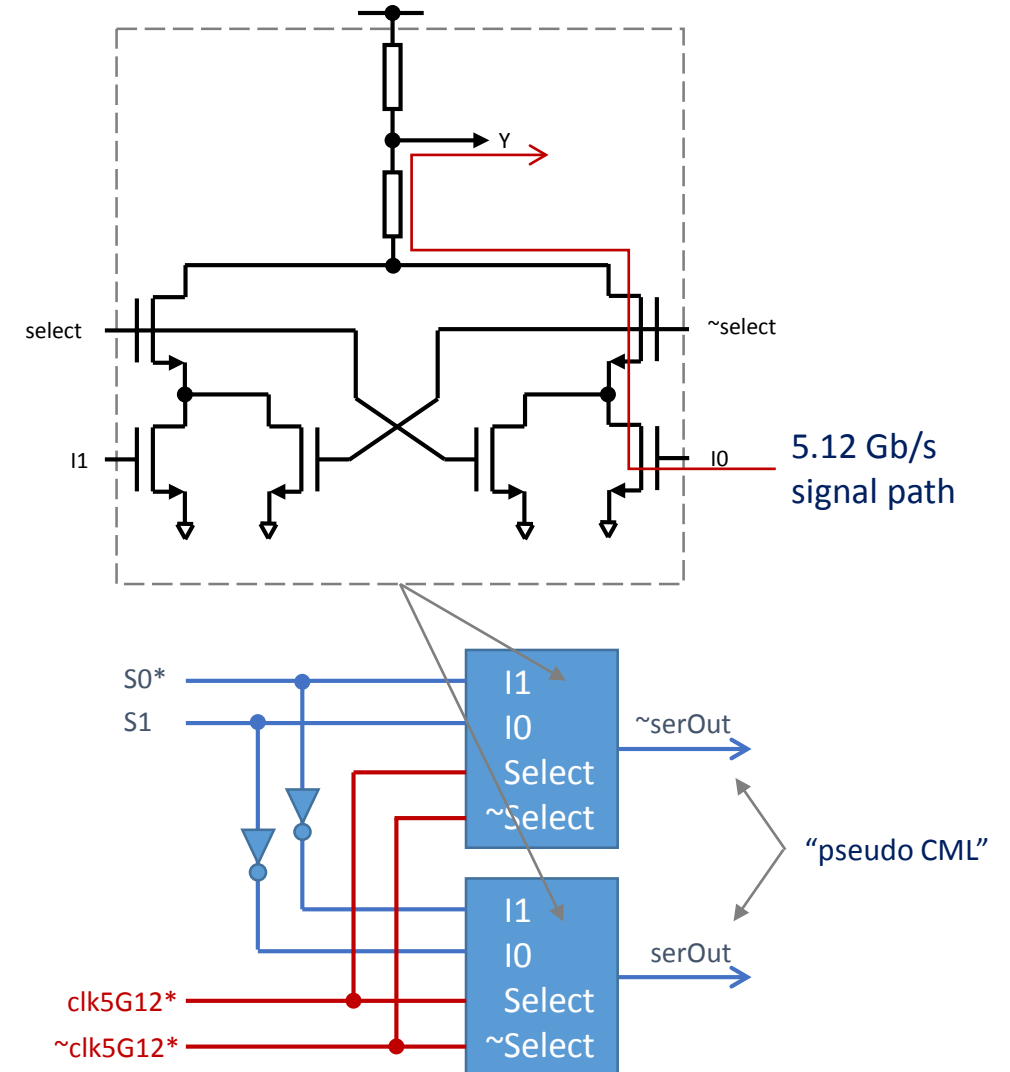 Y
select
~select
I1
I0
5.12 Gb/s
signal path
S0*
S1
I1
I0
Select
~Select
~serOut
"pseudo CML"
I1
I0
Select
~Select
serOut
clk5G12*
~clk5G12*